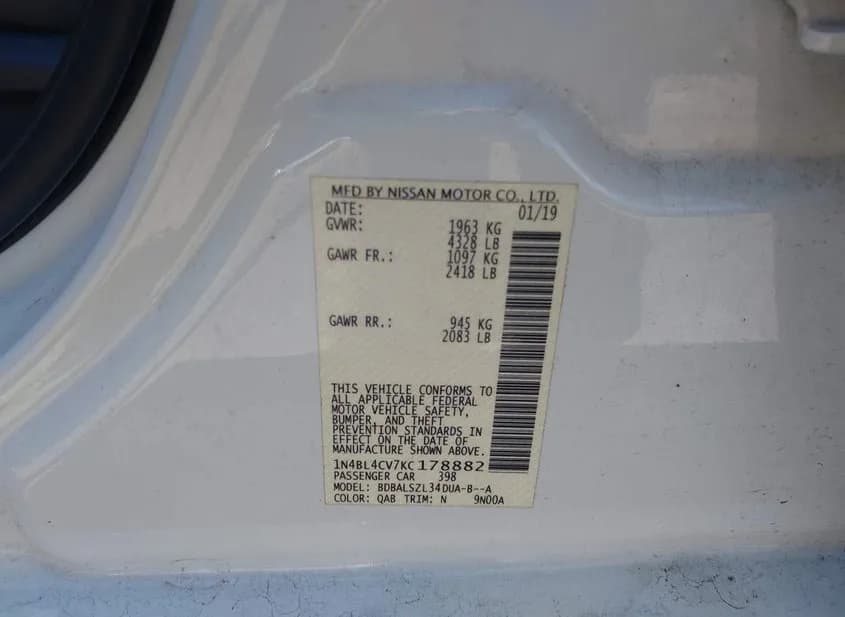 MFD BY NISSAN MOTOR CO., LTD.
DATE: 01/19
GVWR: 1963 KG
4328 LB
GAWR FR.: 1097 KG
2418 LB
GAWR RR.: 945 KG
2083 LB
THIS VEHICLE CONFORMS TO
ALL APPLICABLE FEDERAL
MOTOR VEHICLE SAFETY,
BUMPER, AND THEFT
PREVENTION STANDARDS IN
EFFECT ON THE DATE OF
MANUFACTURE SHOWN ABOVE.
1N4BL4CV7KC178882
PASSENGER CAR 398
MODEL: BDBALSZL34DUA-B--A
COLOR: QAB TRIM: N 9N00A